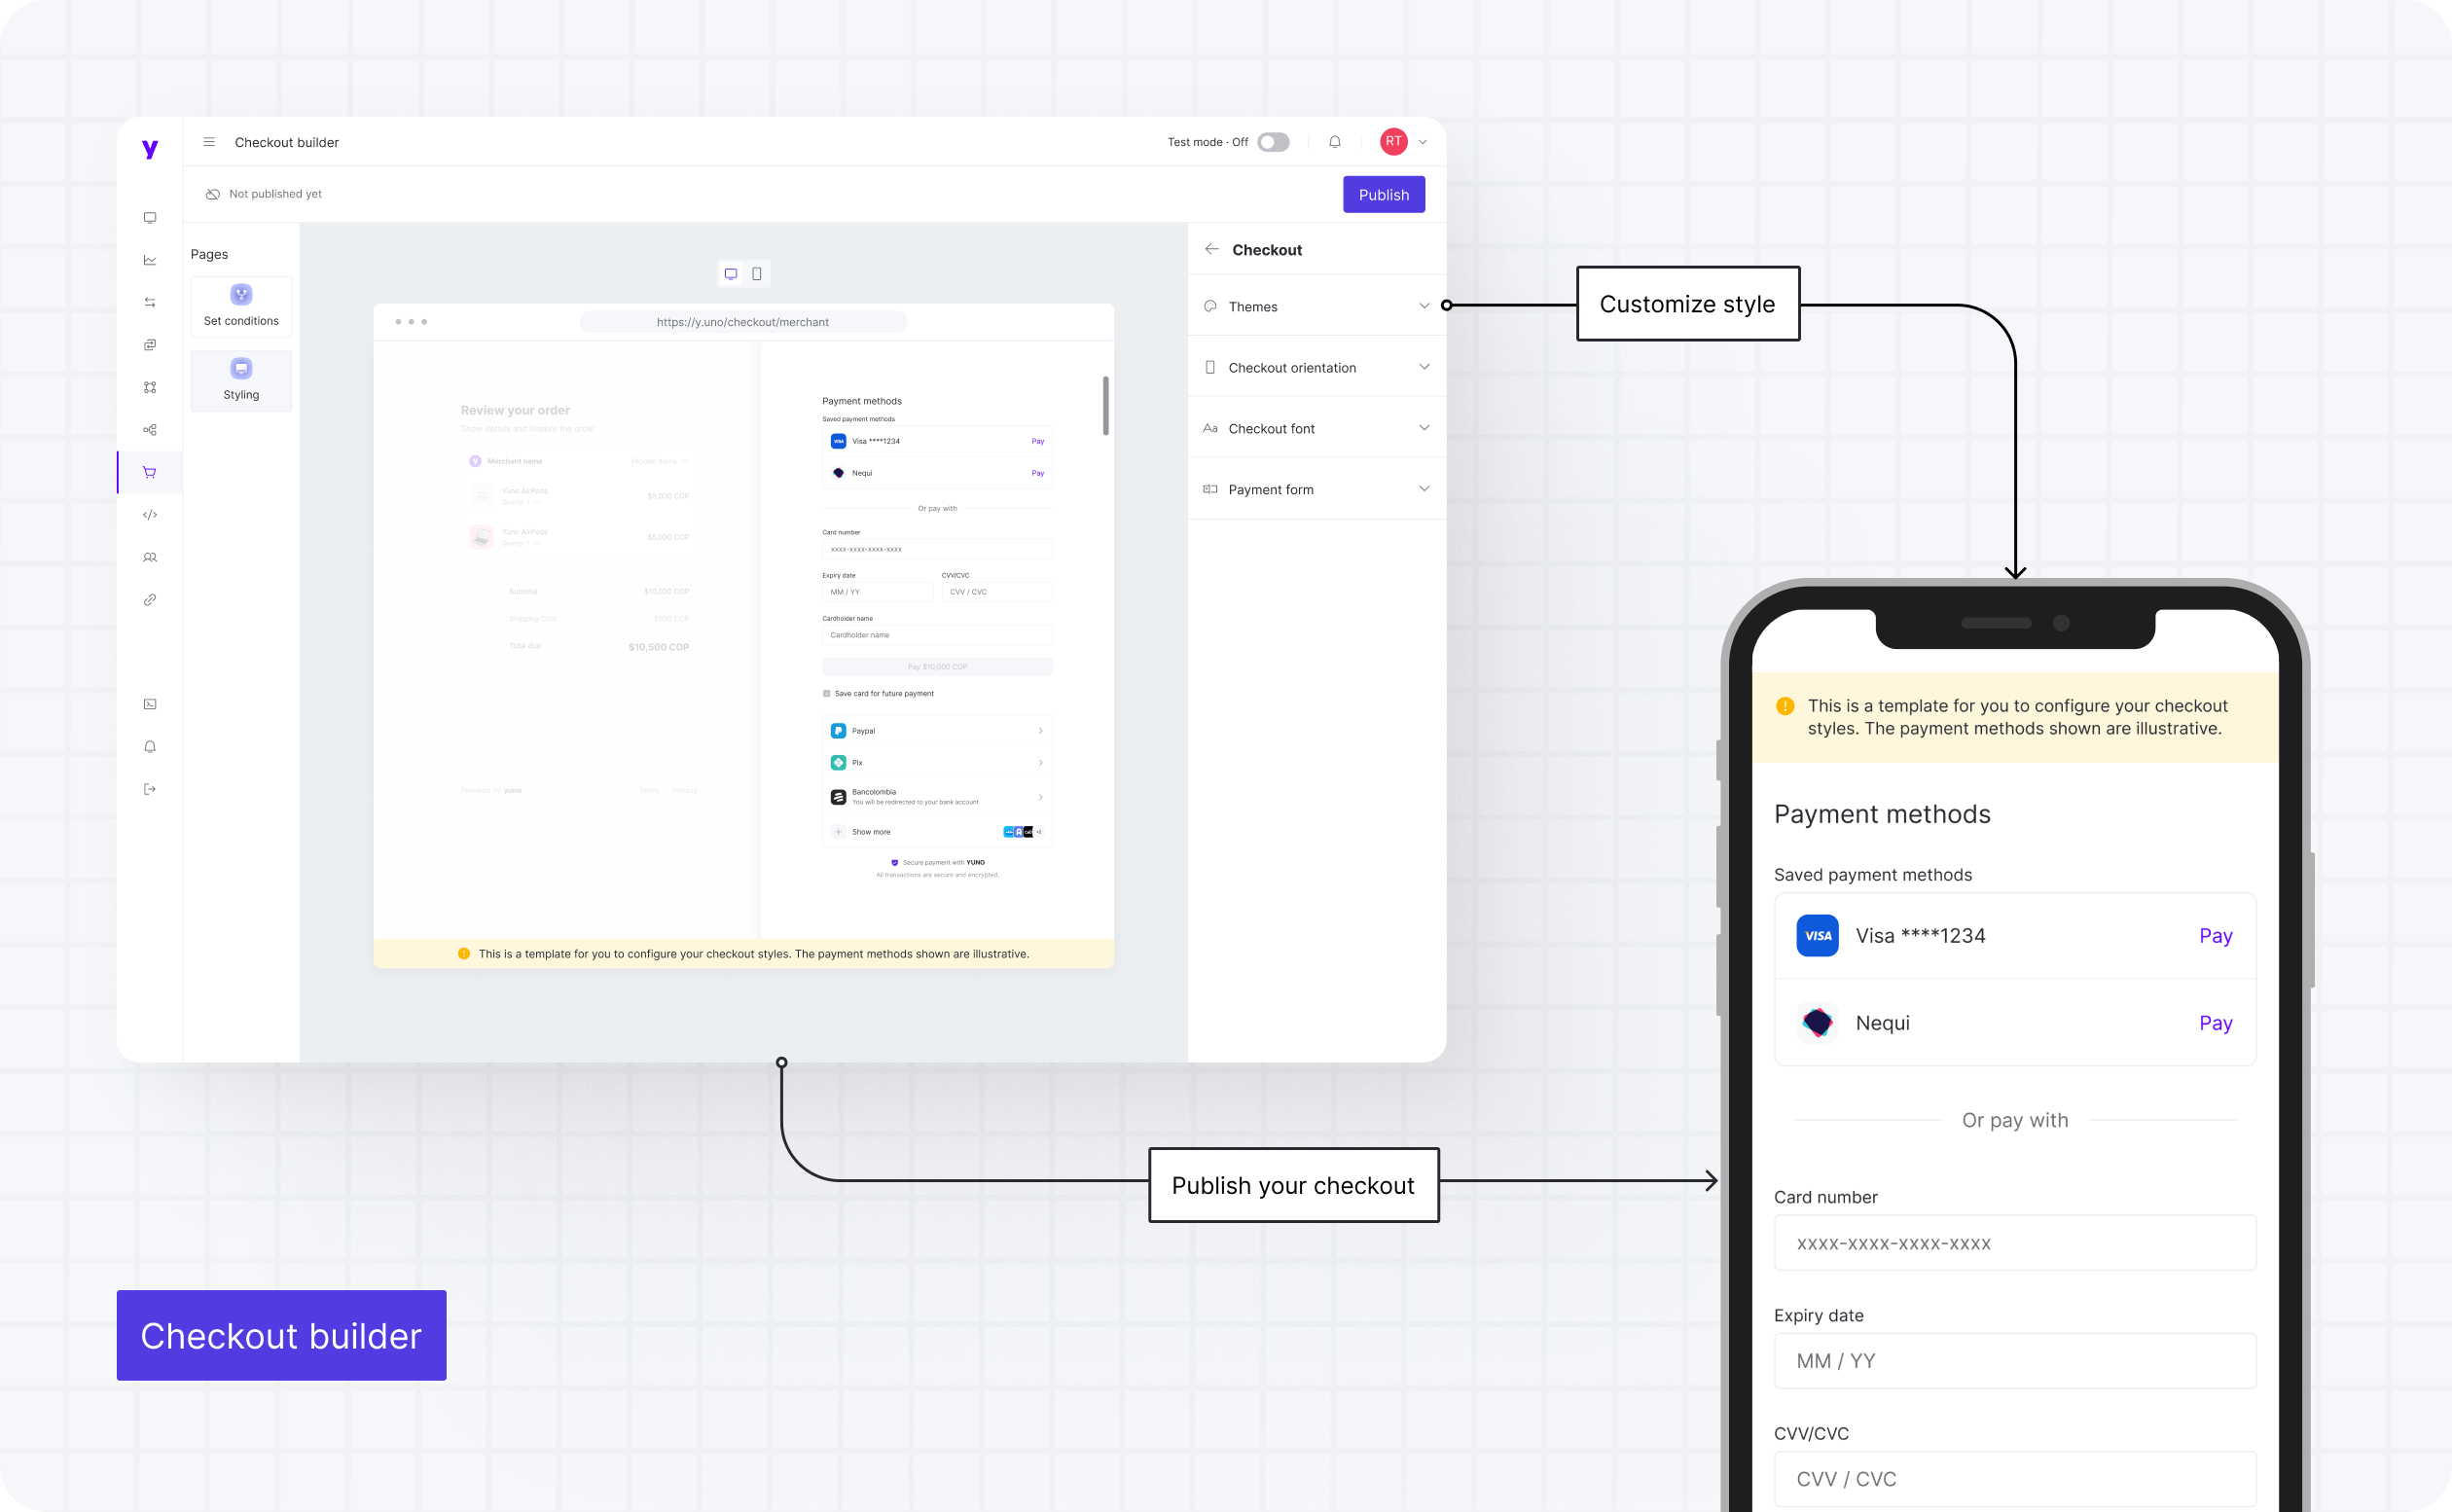 y
Checkout builder
Test mode · Off
RT
Not published yet
Publish
Pages
Set conditions
Styling
https://y.uno/checkout/merchant
Review your order
Show details and finalize the order
Merchant name
Hidden items
Yuno AirPods
$5,000 COP
Yuno AirPods
$5,000 COP
Subtotal
$10,000 COP
Shipping Cost
$500 COP
Total due
$10,500 COP
Powered by yuno
Terms
Privacy
Payment methods
Saved payment methods
VISA
Visa ****1234
Pay
Nequi
Pay
Or pay with
Card number
xxxx-xxxx-xxxx-xxxx
Expiry date
CVV/CVC
MM / YY
CVV / CVC
Cardholder name
Cardholder name
Pay $10,000 COP
Save card for future payment
Paypal
Pix
Bancolombia
You will be redirected to your bank account
Show more
+2
Secure payment with YUNO
All transactions are secure and encrypted.
This is a template for you to configure your checkout styles. The payment methods shown are illustrative.
Checkout
Themes
Checkout orientation
Aa
Checkout font
Payment form
Customize style
Publish your checkout
Checkout builder
This is a template for you to configure your checkout
styles. The payment methods shown are illustrative.
Payment methods
Saved payment methods
VISA
Visa ****1234
Pay
Nequi
Pay
Or pay with
Card number
xxxx-xxxx-xxxx-xxxx
Expiry date
MM / YY
CVV/CVC
CVV / CVC